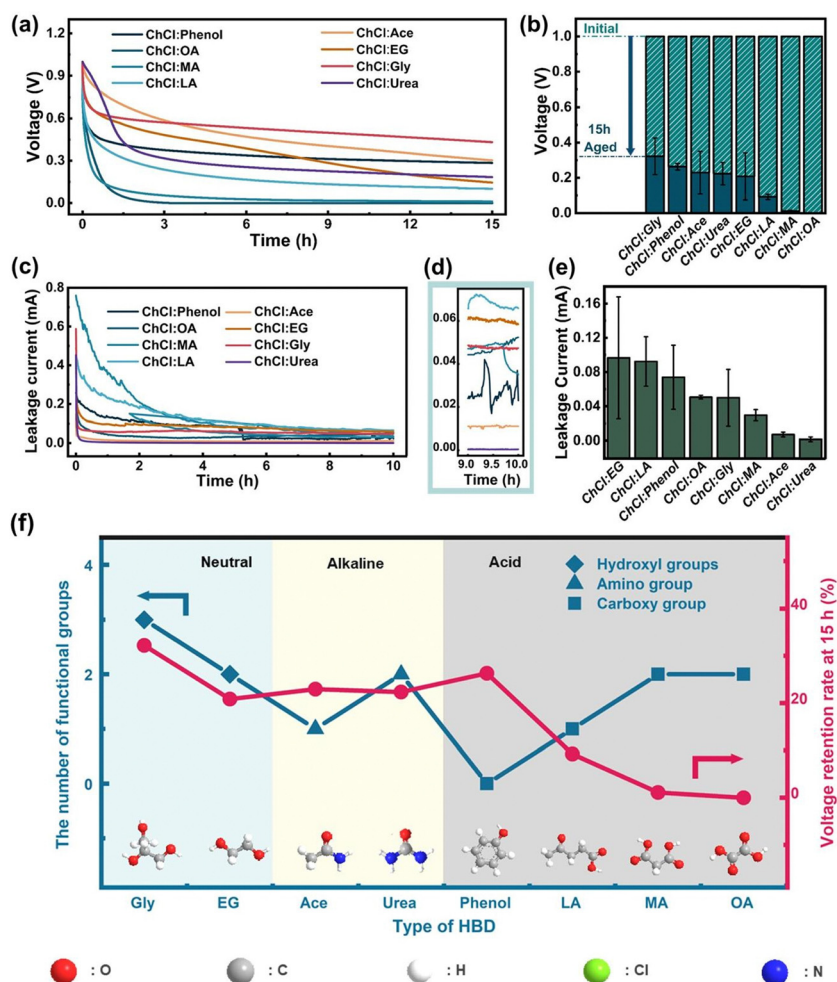 (a)
ChCl:Phenol
ChCl:OA
ChCl:MA
ChCl:LA
ChCl:Ace
ChCl:EG
ChCl:Gly
ChCl:Urea
Voltage (V)
1.2
0.9
0.6
0.3
0.0
0 3 6 9 12 15
Time (h)
(b)
Voltage (V)
1.0
0.8
0.6
0.4
0.2
0.0
Initial
15h
Aged
ChCl:Gly
ChCl:Phenol
ChCl:Ace
ChCl:Urea
ChCl:EG
ChCl:LA
ChCl:MA
ChCl:OA
(c)
ChCl:Phenol
ChCl:OA
ChCl:MA
ChCl:LA
ChCl:Ace
ChCl:EG
ChCl:Gly
ChCl:Urea
Leakage current (mA)
0.8
0.6
0.4
0.2
0.0
0 2 4 6 8 10
Time (h)
(d)
0.06
0.04
0.02
0.00
9.0 9.5 10.0
Time (h)
(e)
Leakage Current (mA)
0.16
0.12
0.08
0.04
0.00
ChCl:EG
ChCl:LA
ChCl:Phenol
ChCl:OA
ChCl:Gly
ChCl:MA
ChCl:Ace
ChCl:Urea
(f)
Neutral Alkaline Acid
Hydroxyl groups
Amino group
Carboxy group
The number of functional groups
4
2
0
Voltage retention rate at 15 h (%)
40
20
0
Gly EG Ace Urea Phenol LA MA OA
Type of HBD
: O : C : H : Cl : N